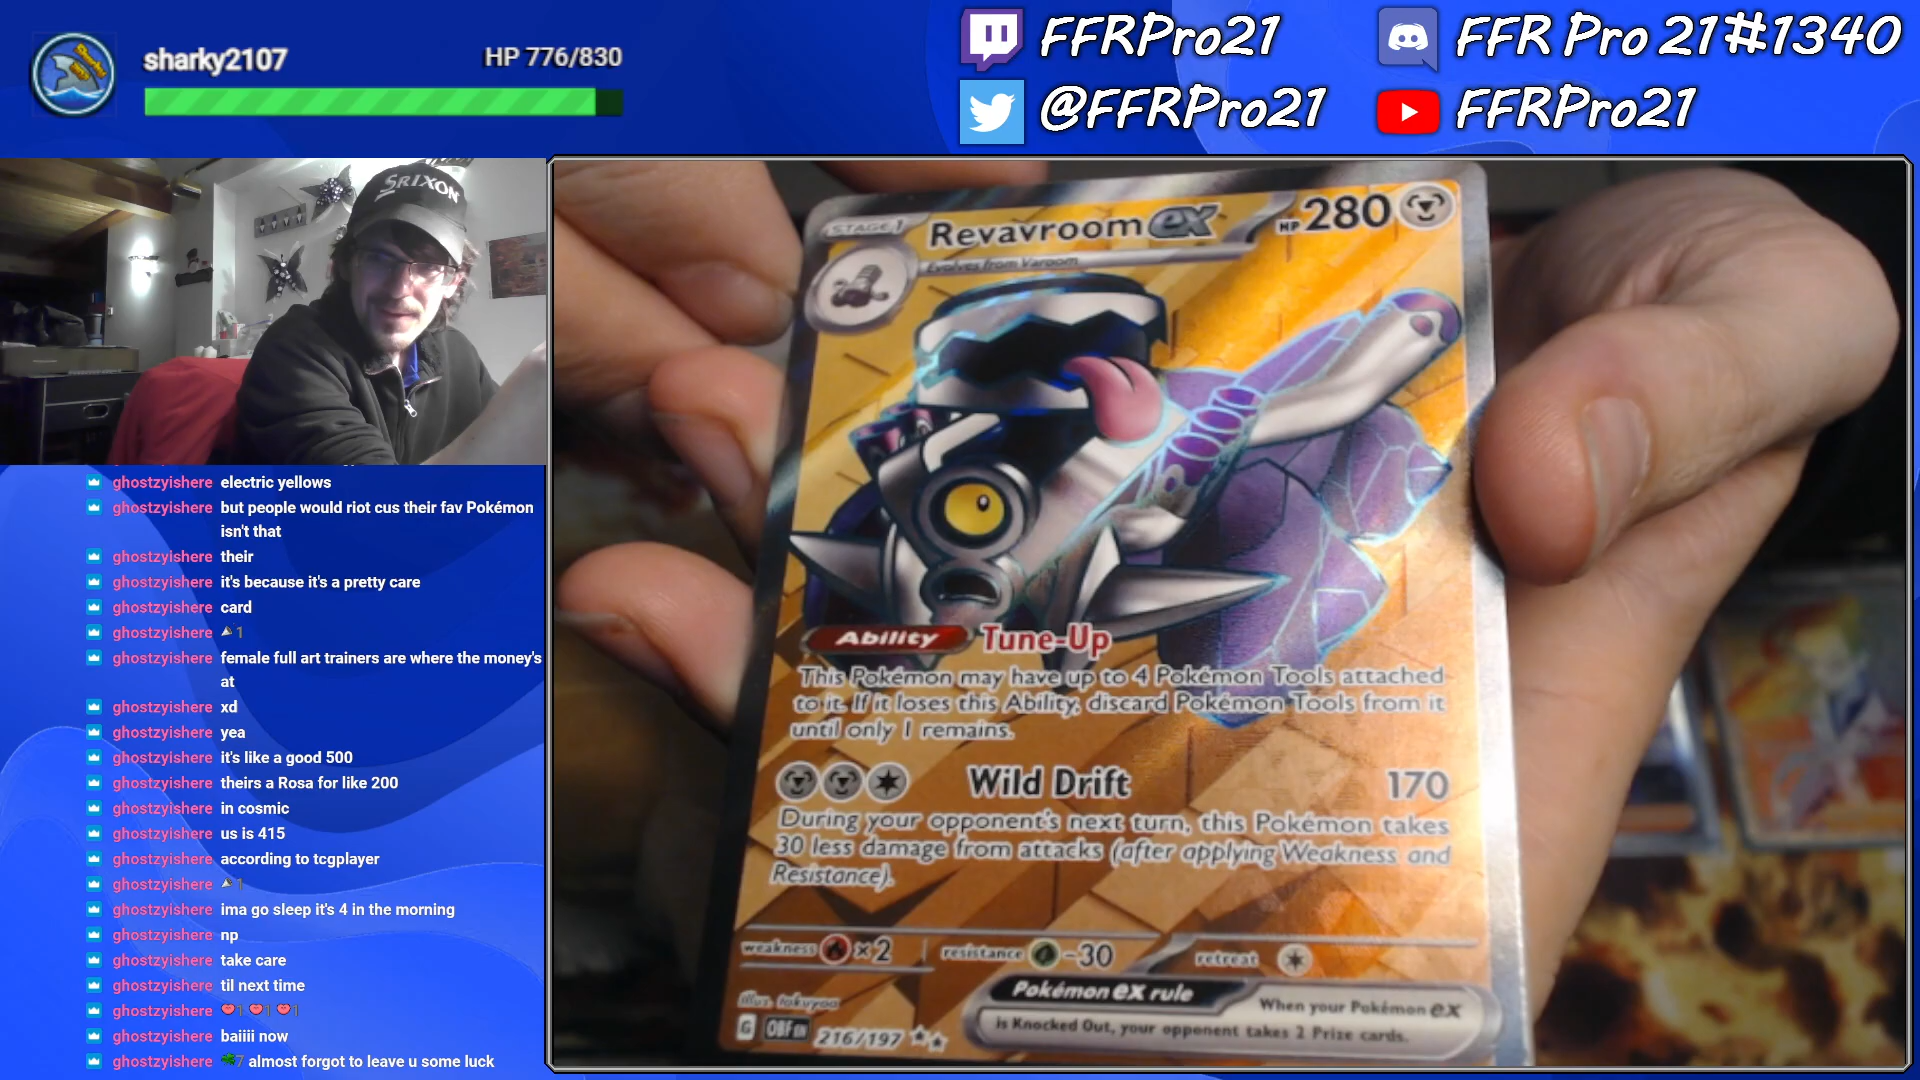 sharky2107
HP 776/830
FFRPro21
FFR Pro 21#1340
@FFRPro21
FFRPro21
SRIXON
ghostzyishere electric yellows
ghostzyishere but people would riot cus their fav Pokémon
isn't that
ghostzyishere their
ghostzyishere it's because it's a pretty care
ghostzyishere card
ghostzyishere 1
ghostzyishere female full art trainers are where the money's
at
ghostzyishere xd
ghostzyishere yea
ghostzyishere it's like a good 500
ghostzyishere theirs a Rosa for like 200
ghostzyishere in cosmic
ghostzyishere us is 415
ghostzyishere according to tcgplayer
ghostzyishere 1
ghostzyishere ima go sleep it's 4 in the morning
ghostzyishere np
ghostzyishere take care
ghostzyishere til next time
ghostzyishere 1 1 1
ghostzyishere baiiii now
ghostzyishere 7 almost forgot to leave u some luck
STAGE 1
Revavroom ex
HP 280
Evolves from Varoom
Ability Tune-Up
This Pokémon may have up to 4 Pokémon Tools attached
to it. If it loses this Ability, discard Pokémon Tools from it
until only 1 remains.
Wild Drift 170
During your opponent's next turn, this Pokémon takes
30 less damage from attacks (after applying Weakness and
Resistance).
weakness ×2 resistance -30 retreat
Pokémon ex rule
When your Pokémon ex
is Knocked Out, your opponent takes 2 Prize cards.
Illus. tokuyoa
G OBF EN 216/197